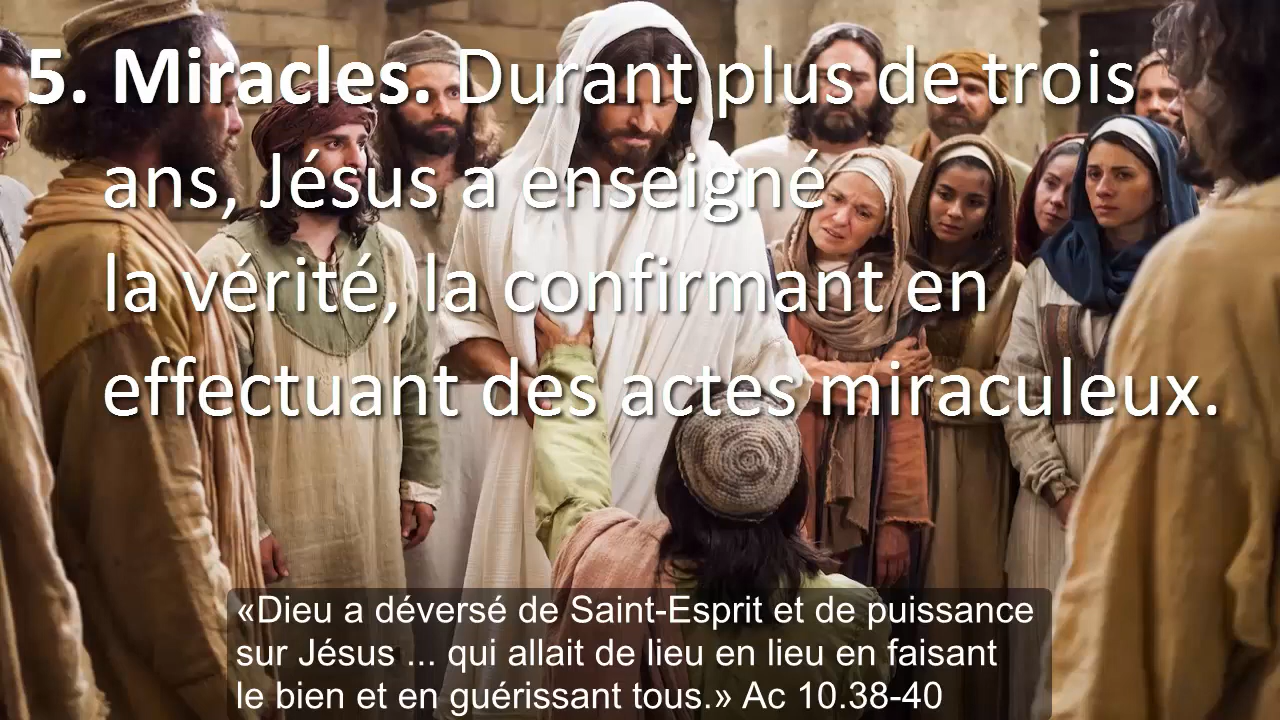 5. Miracles. Durant plus de trois
ans, Jésus a enseigné
la vérité, la confirmant en
effectuant des actes miraculeux.
«Dieu a déversé de Saint-Esprit et de puissance
sur Jésus ... qui allait de lieu en lieu en faisant
le bien et en guérissant tous.» Ac 10.38-40